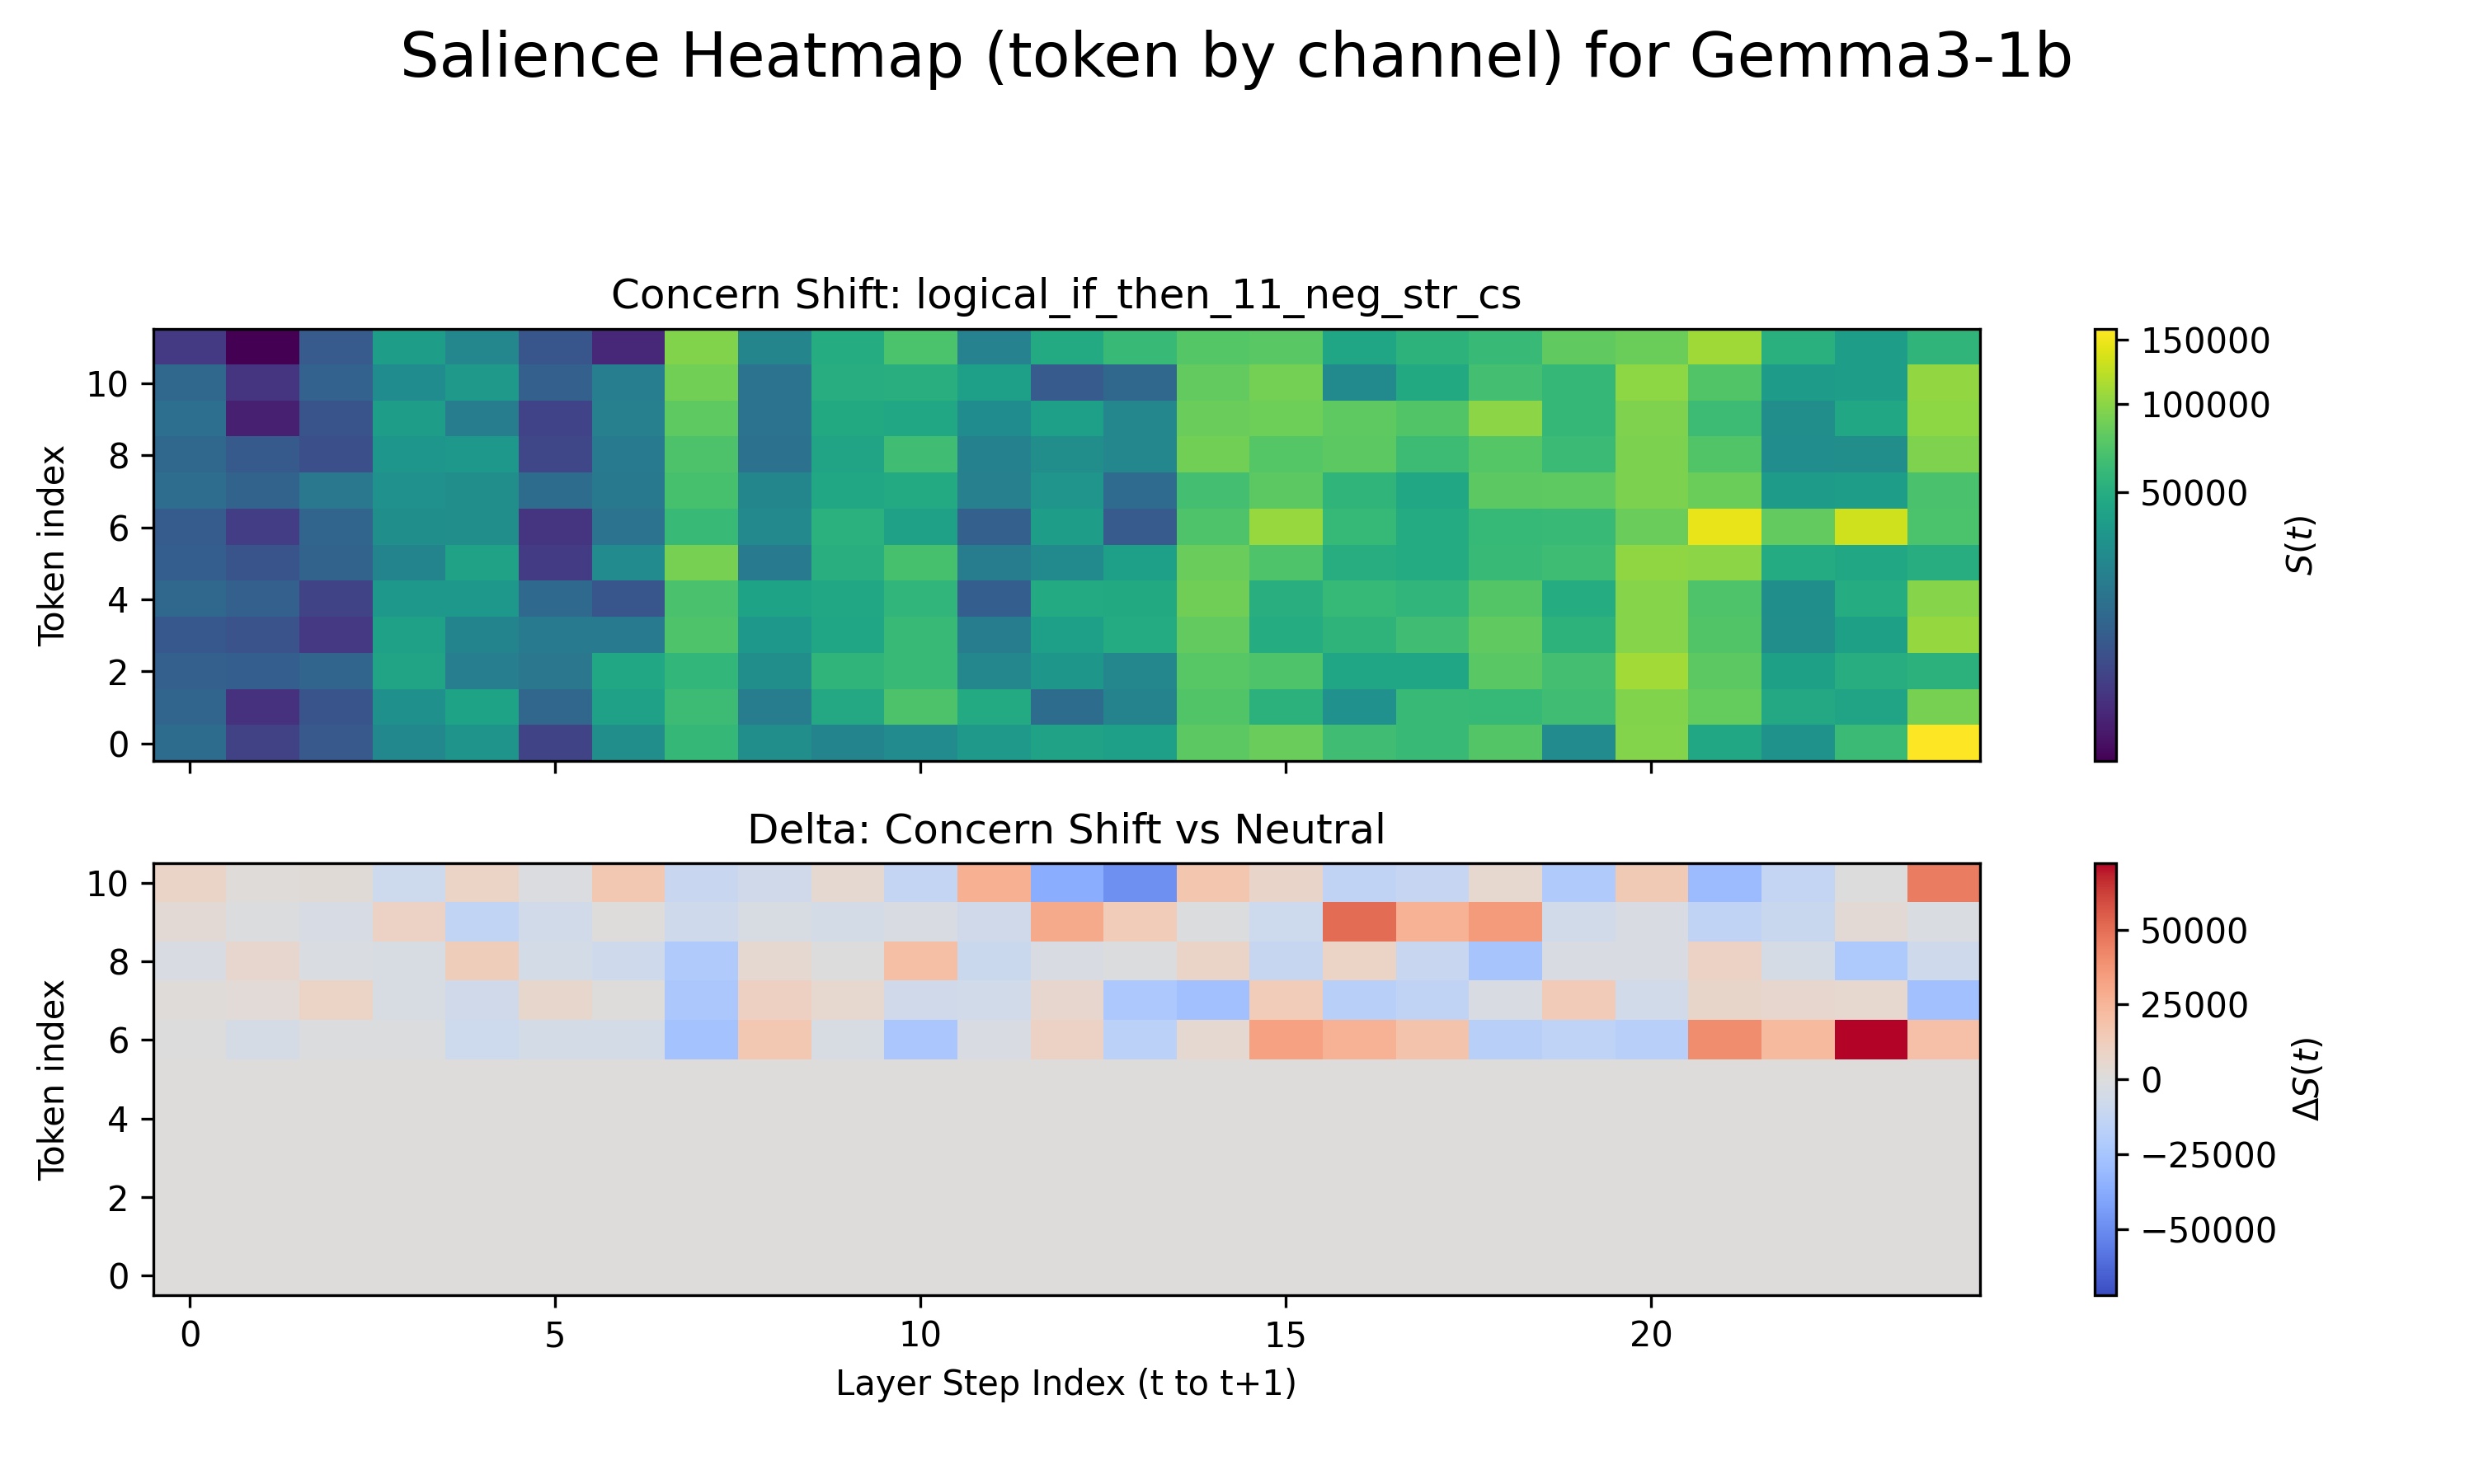 Salience Heatmap (token by channel) for Gemma3-1b
Concern Shift: logical_if_then_11_neg_str_cs
Token index
10
8
6
4
2
0
150000
100000
50000
S(t)
Delta: Concern Shift vs Neutral
Token index
10
8
6
4
2
0
50000
25000
0
−25000
−50000
ΔS(t)
0 5 10 15 20
Layer Step Index (t to t+1)